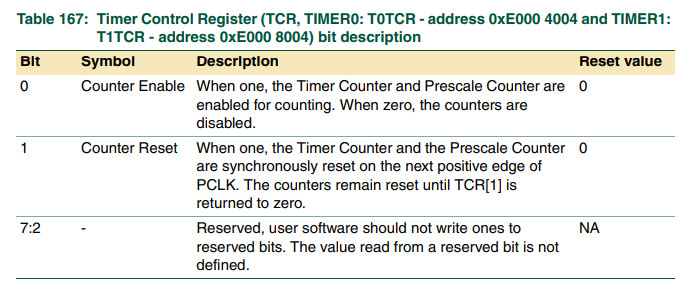 Table 167: Timer Control Register (TCR, TIMER0: T0TCR - address 0xE000 4004 and TIMER1:
T1TCR - address 0xE000 8004) bit description
Bit Symbol Description Reset value
0 Counter Enable When one, the Timer Counter and Prescale Counter are 0
enabled for counting. When zero, the counters are
disabled.
1 Counter Reset When one, the Timer Counter and the Prescale Counter 0
are synchronously reset on the next positive edge of
PCLK. The counters remain reset until TCR[1] is
returned to zero.
7:2 - Reserved, user software should not write ones to NA
reserved bits. The value read from a reserved bit is not
defined.